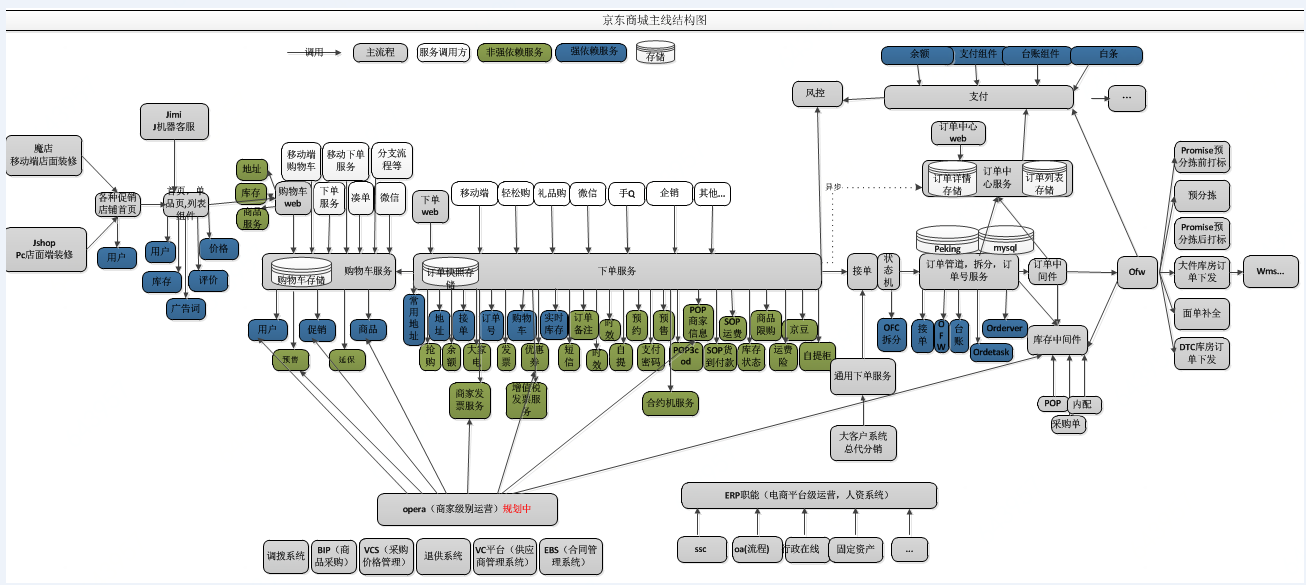 京东商城主线结构图
调用
主流程
服务调用方
非强依赖服务
强依赖服务
存储
余额
支付组件
台账组件
白条
风控
支付
...
Jimi
J机器客服
魔店
移动端店面装修
各种促销
店铺首页
首页，单
品页,列表
组件
Jshop
Pc店面端装修
用户
用户
价格
库存
评价
广告词
地址
库存
商品
服务
移动端
购物车
移动下单
服务
分支流
程等
购物车
web
下单
服务
凑单
微信
下单
web
移动端
轻松购
礼品购
微信
手Q
企销
其他...
异步
订单中心
web
订单详情
存储
订单中
心服务
订单列表
存储
Promise预
分拣前打标
预分拣
Promise预
分拣后打标
大件库房订
单下发
Wms...
面单补全
DTC库房订
单下发
购物车存储
购物车服务
订单快照存
储
下单服务
接单
状
态
机
Peking
mysql
订单管道，拆分，订
单号服务
订单中
间件
Ofw
用户
促销
商品
预售
延保
常
用
地
址
地
址
接
单
订单
号
购物
车
实时
库存
订单
备注
时
效
预
约
预
售
POP
商家
信息
SOP
运费
商品
限购
京豆
抢
购
余
额
大家
电
发
票
优惠
券
短
信
时
效
自
提
支付
密码
POP3c
od
SOP货
到付款
库存
状态
运费
险
自提柜
商家发
票服务
增值税
发票服
务
合约机服务
OFC
拆分
接
单
O
F
W
台
账
Orderver
Ordetask
库存中间件
POP
内配
采购单
通用下单服务
大客户系统
总代分销
opera（商家级别运营）规划中
ERP职能（电商平台级运营，人资系统）
ssc
oa(流程)
行政在线
固定资产
...
调拨系统
BIP（商
品采购）
VCS（采购
价格管理）
退供系统
VC平台（供应
商管理系统）
EBS（合同管
理系统）